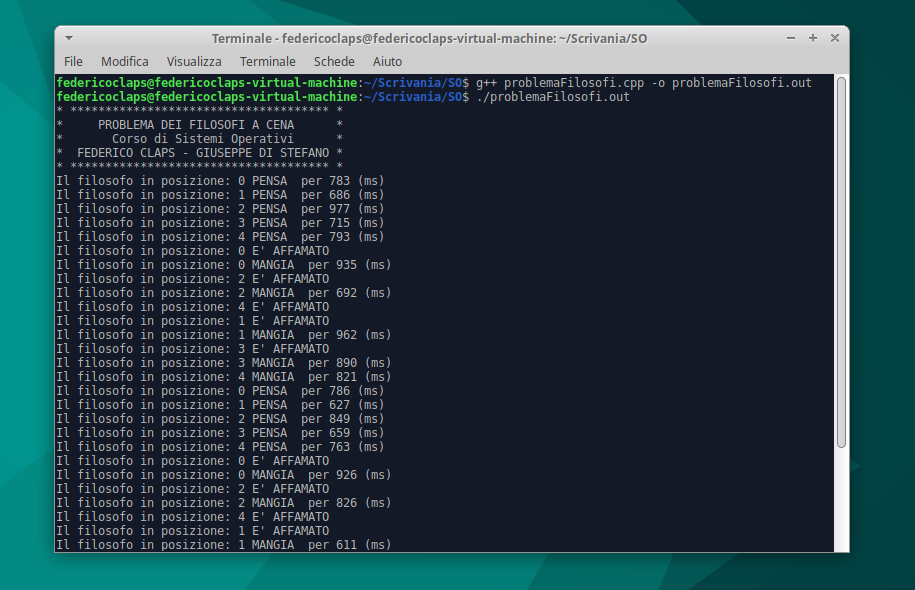 Terminale - federicoclaps@federicoclaps-virtual-machine: ~/Scrivania/SO
File Modifica Visualizza Terminale Schede Aiuto
federicoclaps@federicoclaps-virtual-machine:~/Scrivania/SO$ g++ problemaFilosofi.cpp -o problemaFilosofi.out
federicoclaps@federicoclaps-virtual-machine:~/Scrivania/SO$ ./problemaFilosofi.out
* ************************************* *
*     PROBLEMA DEI FILOSOFI A CENA      *
*       Corso di Sistemi Operativi      *
*  FEDERICO CLAPS - GIUSEPPE DI STEFANO *
* ************************************* *
Il filosofo in posizione: 0 PENSA  per 783 (ms)
Il filosofo in posizione: 1 PENSA  per 686 (ms)
Il filosofo in posizione: 2 PENSA  per 977 (ms)
Il filosofo in posizione: 3 PENSA  per 715 (ms)
Il filosofo in posizione: 4 PENSA  per 793 (ms)
Il filosofo in posizione: 0 E' AFFAMATO
Il filosofo in posizione: 0 MANGIA  per 935 (ms)
Il filosofo in posizione: 2 E' AFFAMATO
Il filosofo in posizione: 2 MANGIA  per 692 (ms)
Il filosofo in posizione: 4 E' AFFAMATO
Il filosofo in posizione: 1 E' AFFAMATO
Il filosofo in posizione: 1 MANGIA  per 962 (ms)
Il filosofo in posizione: 3 E' AFFAMATO
Il filosofo in posizione: 3 MANGIA  per 890 (ms)
Il filosofo in posizione: 4 MANGIA  per 821 (ms)
Il filosofo in posizione: 0 PENSA  per 786 (ms)
Il filosofo in posizione: 1 PENSA  per 627 (ms)
Il filosofo in posizione: 2 PENSA  per 849 (ms)
Il filosofo in posizione: 3 PENSA  per 659 (ms)
Il filosofo in posizione: 4 PENSA  per 763 (ms)
Il filosofo in posizione: 0 E' AFFAMATO
Il filosofo in posizione: 0 MANGIA  per 926 (ms)
Il filosofo in posizione: 2 E' AFFAMATO
Il filosofo in posizione: 2 MANGIA  per 826 (ms)
Il filosofo in posizione: 4 E' AFFAMATO
Il filosofo in posizione: 1 E' AFFAMATO
Il filosofo in posizione: 1 MANGIA  per 611 (ms)